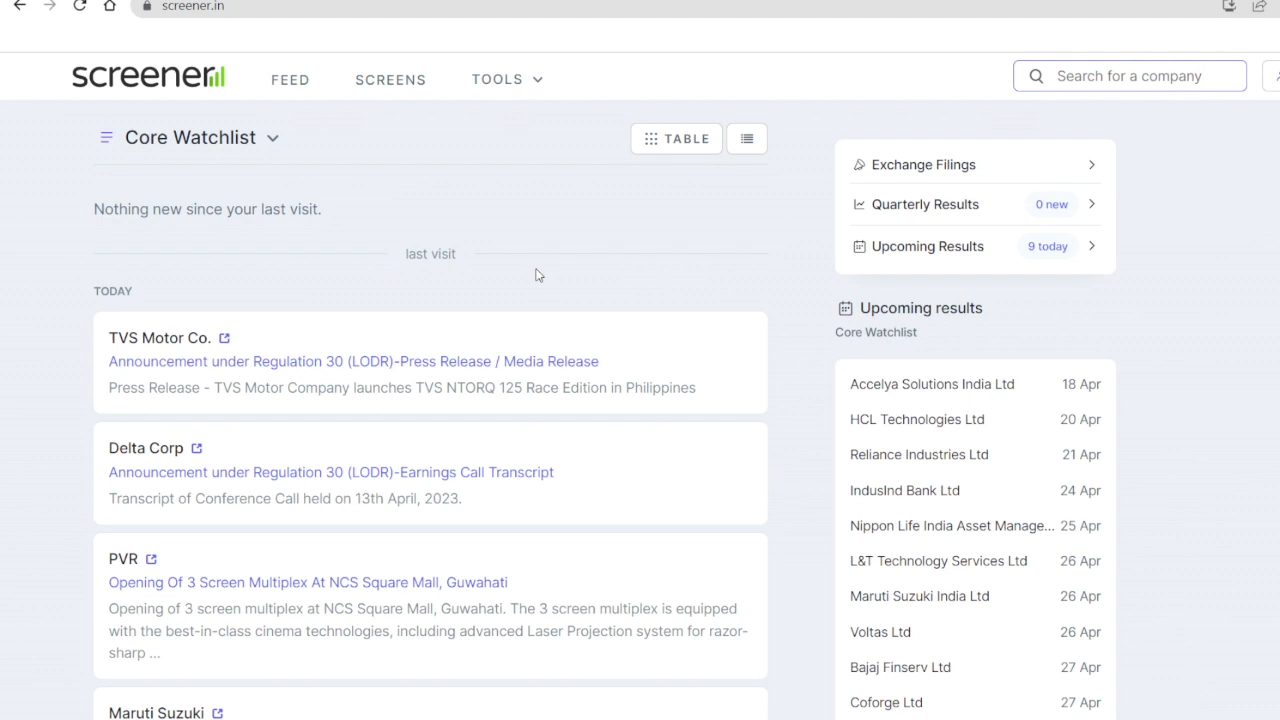 screener.in
screener
FEED
SCREENS
TOOLS
Search for a company
Core Watchlist
TABLE
Nothing new since your last visit.
last visit
TODAY
TVS Motor Co.
Announcement under Regulation 30 (LODR)-Press Release / Media Release
Press Release - TVS Motor Company launches TVS NTORQ 125 Race Edition in Philippines
Delta Corp
Announcement under Regulation 30 (LODR)-Earnings Call Transcript
Transcript of Conference Call held on 13th April, 2023.
PVR
Opening Of 3 Screen Multiplex At NCS Square Mall, Guwahati
Opening of 3 screen multiplex at NCS Square Mall, Guwahati. The 3 screen multiplex is equipped
with the best-in-class cinema technologies, including advanced Laser Projection system for razor-
sharp ...
Maruti Suzuki
Exchange Filings
Quarterly Results 0 new
Upcoming Results 9 today
Upcoming results
Core Watchlist
Accelya Solutions India Ltd 18 Apr
HCL Technologies Ltd 20 Apr
Reliance Industries Ltd 21 Apr
IndusInd Bank Ltd 24 Apr
Nippon Life India Asset Manage... 25 Apr
L&T Technology Services Ltd 26 Apr
Maruti Suzuki India Ltd 26 Apr
Voltas Ltd 26 Apr
Bajaj Finserv Ltd 27 Apr
Coforge Ltd 27 Apr